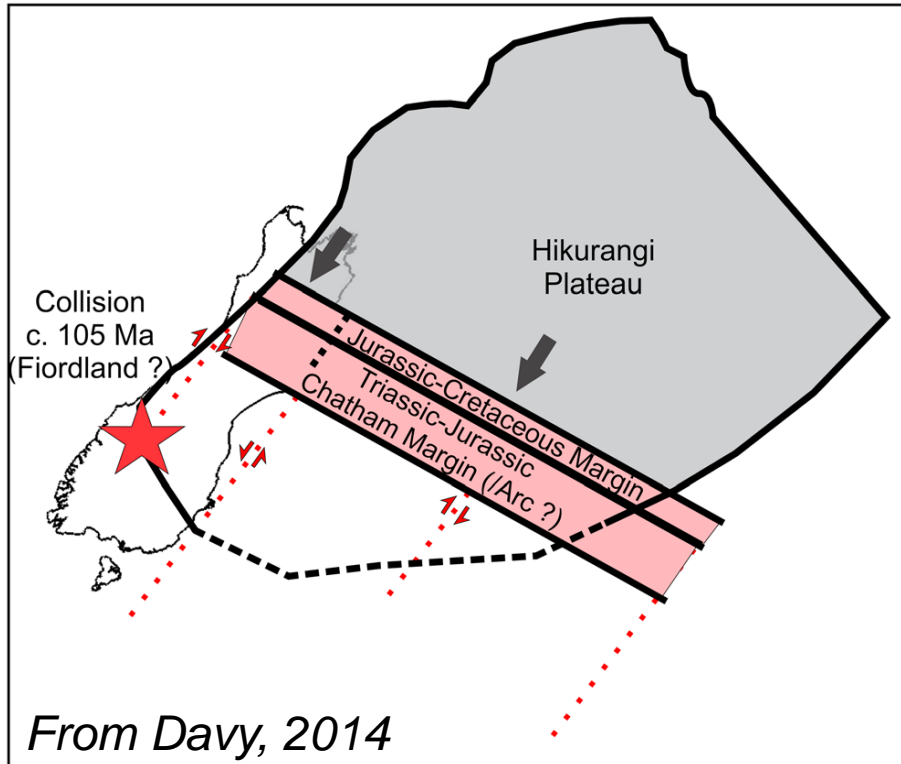 Hikurangi
Plateau
Collision
c. 105 Ma
(Fiordland ?)
Jurassic-Cretaceous Margin
Triassic-Jurassic
Chatham Margin (/Arc ?)
From Davy, 2014